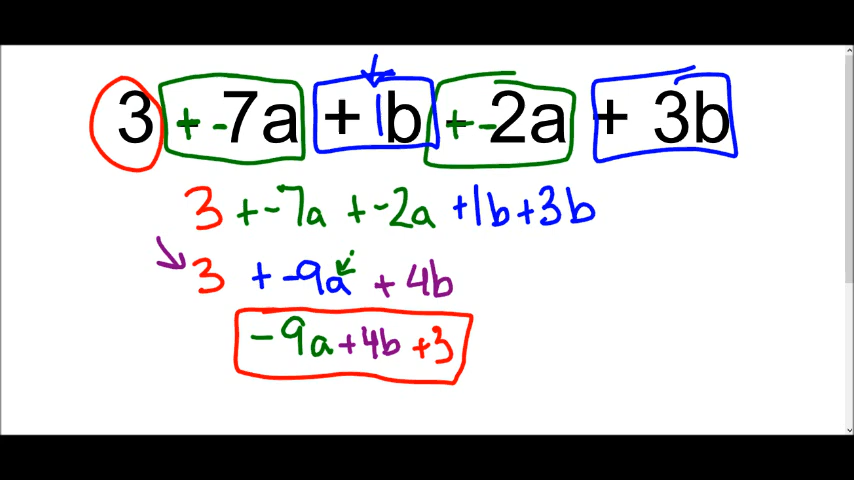 3 + -7a + 1b + -2a + 3b
3 + -7a + -2a + 1b + 3b
3 + -9a + 4b
-9a + 4b + 3